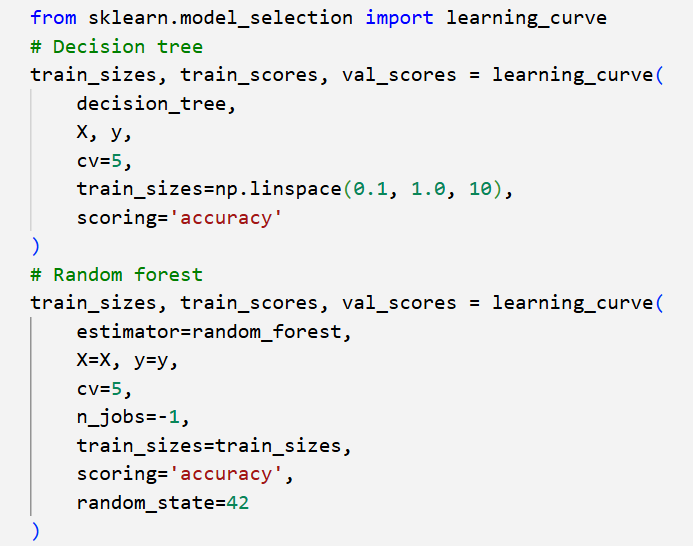 from sklearn.model_selection import learning_curve
# Decision tree
train_sizes, train_scores, val_scores = learning_curve(
    decision_tree,
    X, y,
    cv=5,
    train_sizes=np.linspace(0.1, 1.0, 10),
    scoring='accuracy'
)
# Random forest
train_sizes, train_scores, val_scores = learning_curve(
    estimator=random_forest,
    X=X, y=y,
    cv=5,
    n_jobs=-1,
    train_sizes=train_sizes,
    scoring='accuracy',
    random_state=42
)